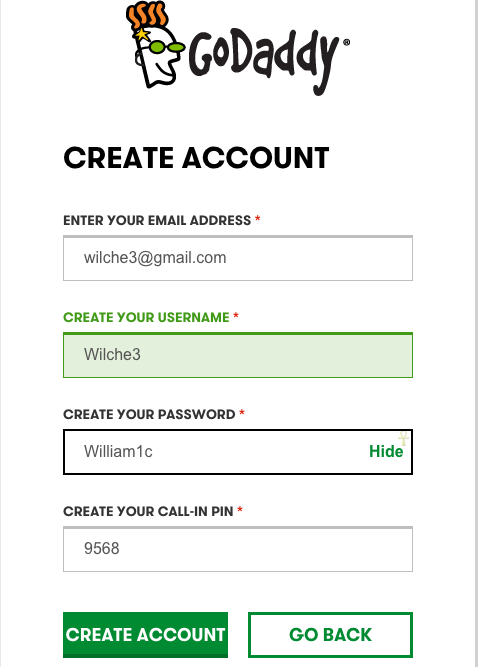 GoDaddy®
CREATE ACCOUNT
ENTER YOUR EMAIL ADDRESS *
wilche3@gmail.com
CREATE YOUR USERNAME *
Wilche3
CREATE YOUR PASSWORD *
William1c Hide
CREATE YOUR CALL-IN PIN *
9568
CREATE ACCOUNT GO BACK